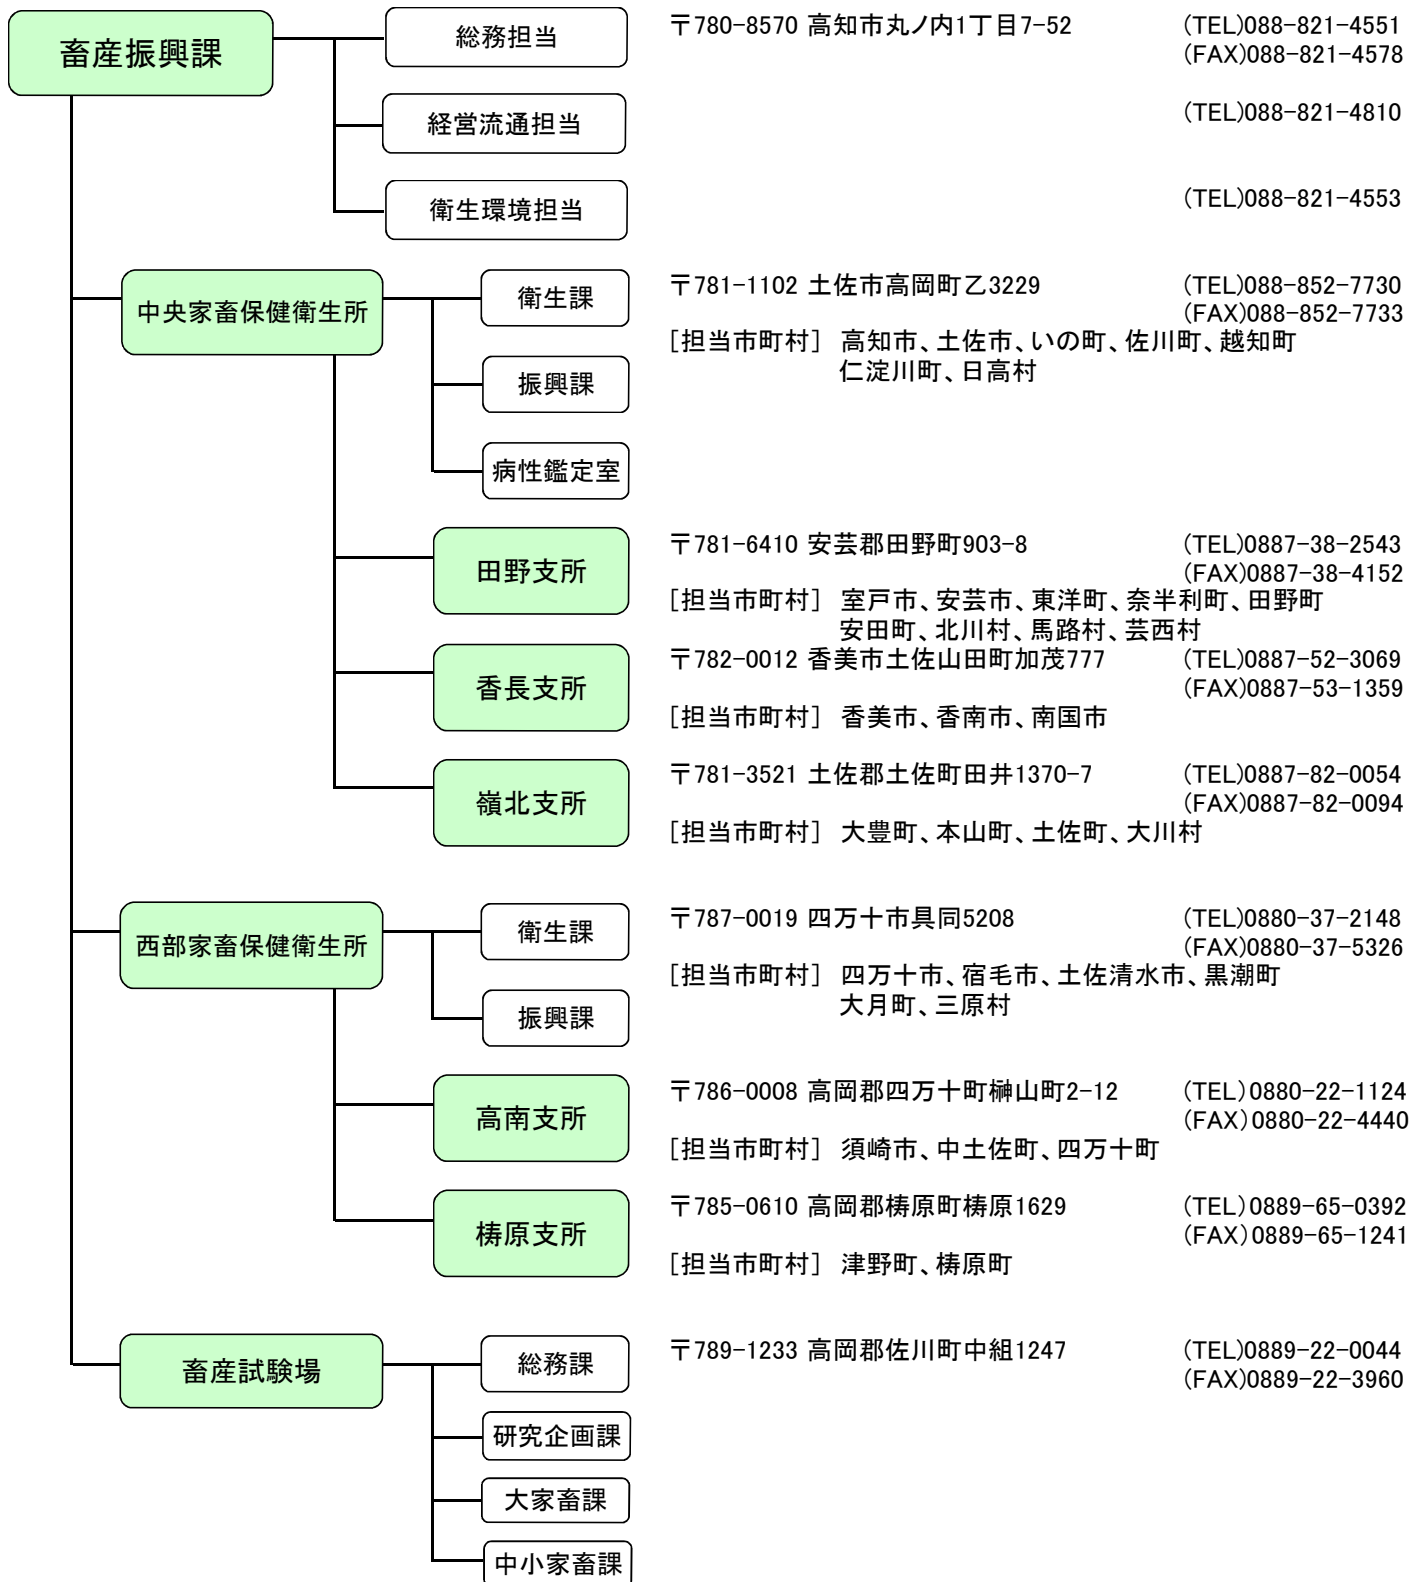 畜産振興課
総務担当
〒780-8570 高知市丸ノ内1丁目7-52 (TEL)088-821-4551
(FAX)088-821-4578
経営流通担当
(TEL)088-821-4810
衛生環境担当
(TEL)088-821-4553
中央家畜保健衛生所
衛生課
〒781-1102 土佐市高岡町乙3229 (TEL)088-852-7730
(FAX)088-852-7733
[担当市町村] 高知市、土佐市、いの町、佐川町、越知町
仁淀川町、日高村
振興課
病性鑑定室
田野支所
〒781-6410 安芸郡田野町903-8 (TEL)0887-38-2543
(FAX)0887-38-4152
[担当市町村] 室戸市、安芸市、東洋町、奈半利町、田野町
安田町、北川村、馬路村、芸西村
香長支所
〒782-0012 香美市土佐山田町加茂777 (TEL)0887-52-3069
(FAX)0887-53-1359
[担当市町村] 香美市、香南市、南国市
嶺北支所
〒781-3521 土佐郡土佐町田井1370-7 (TEL)0887-82-0054
(FAX)0887-82-0094
[担当市町村] 大豊町、本山町、土佐町、大川村
西部家畜保健衛生所
衛生課
〒787-0019 四万十市具同5208 (TEL)0880-37-2148
(FAX)0880-37-5326
[担当市町村] 四万十市、宿毛市、土佐清水市、黒潮町
大月町、三原村
振興課
高南支所
〒786-0008 高岡郡四万十町榊山町2-12 (TEL)0880-22-1124
(FAX)0880-22-4440
[担当市町村] 須崎市、中土佐町、四万十町
梼原支所
〒785-0610 高岡郡梼原町梼原1629 (TEL)0889-65-0392
(FAX)0889-65-1241
[担当市町村] 津野町、梼原町
畜産試験場
総務課
〒789-1233 高岡郡佐川町中組1247 (TEL)0889-22-0044
(FAX)0889-22-3960
研究企画課
大家畜課
中小家畜課